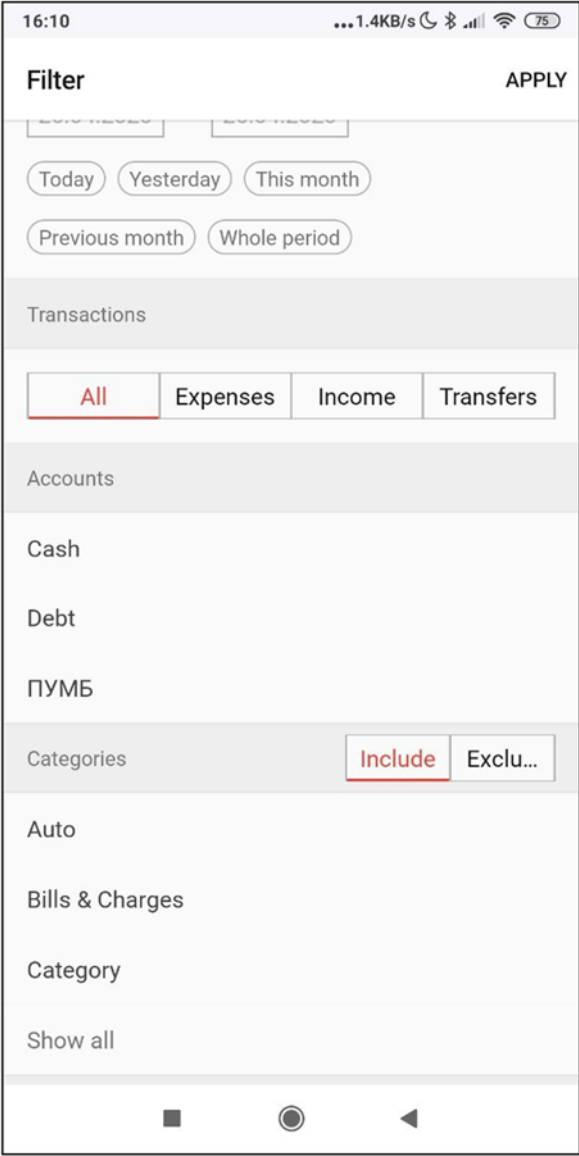 16:10 ...1.4KB/s 75
Filter APPLY
Today Yesterday This month
Previous month Whole period
Transactions
All Expenses Income Transfers
Accounts
Cash
Debt
ПУМБ
Categories Include Exclu...
Auto
Bills & Charges
Category
Show all